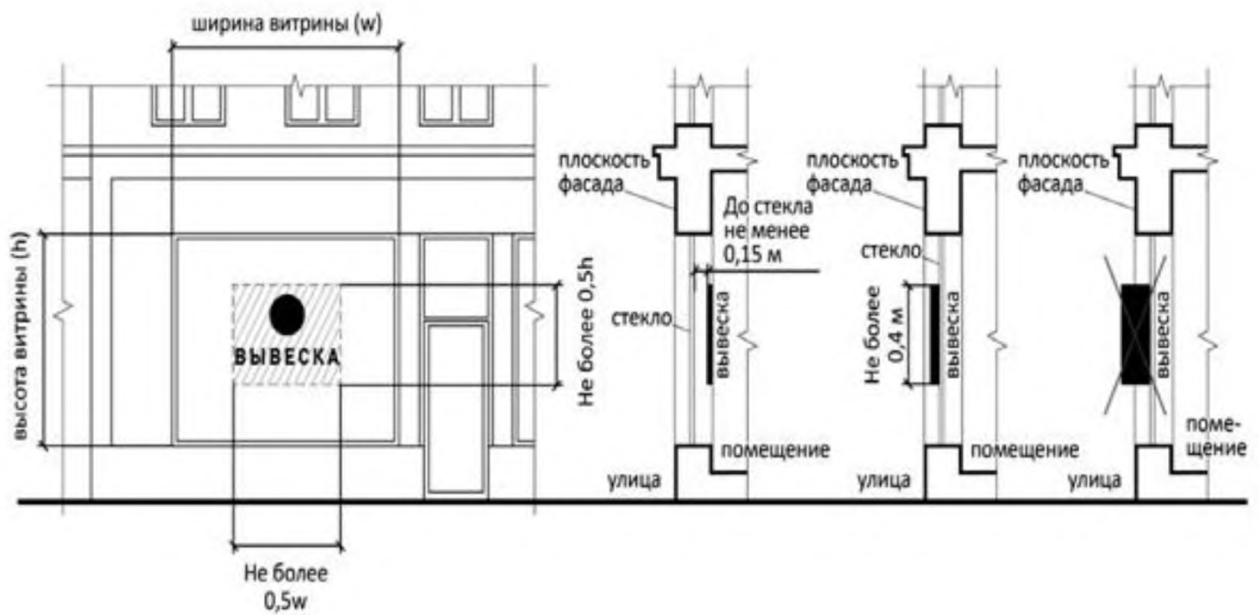 ширина витрины (w)
высота витрины (h)
ВЫВЕСКА
Не более 0,5h
Не более
0,5w
плоскость
фасада
До стекла
не менее
0,15 м
стекло
вывеска
помещение
улица
плоскость
фасада
стекло
Не более
0,4 м
вывеска
помещение
улица
плоскость
фасада
вывеска
поме-
щение
улица